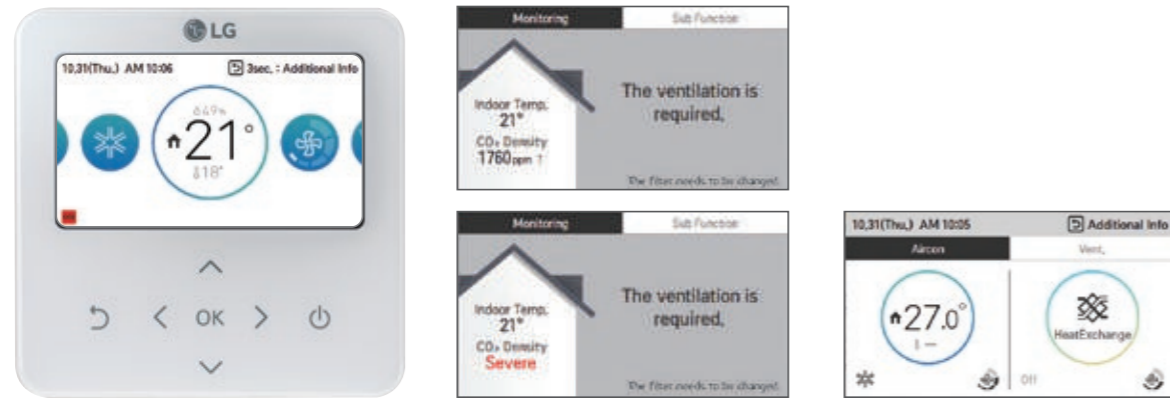 LG
10.31(Thu.) AM 10:06 3sec. : Additional Info
49%
21°
18°
OK
Monitoring Sub Function
The ventilation is
required.
Indoor Temp.
21°
CO₂ Density
1760 ppm ↑
The filter needs to be changed.
Monitoring Sub Function
The ventilation is
required.
Indoor Temp.
21°
CO₂ Density
Severe
The filter needs to be changed.
10.31(Thu.) AM 10:05 Additional Info
Aircon Vent.
27.0°
HeatExchange
Off